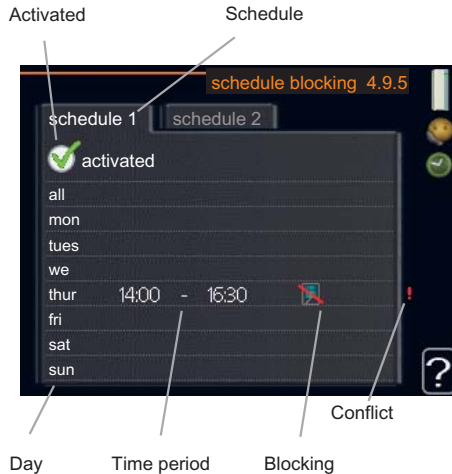 Activated Schedule
schedule blocking 4.9.5
schedule 1 schedule 2
activated
all
mon
tues
we
thur 14:00 - 16:30 !
fri
sat
sun
?
Conflict
Day Time period Blocking